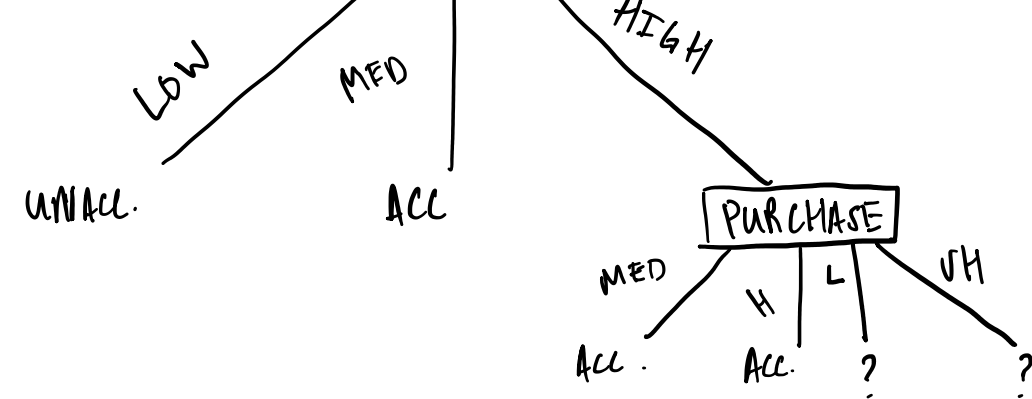 HIGH
LOW
MED
UNACC.
ACC
PURCHASE
MED
H
L
VH
ACC.
ACC.
?
?